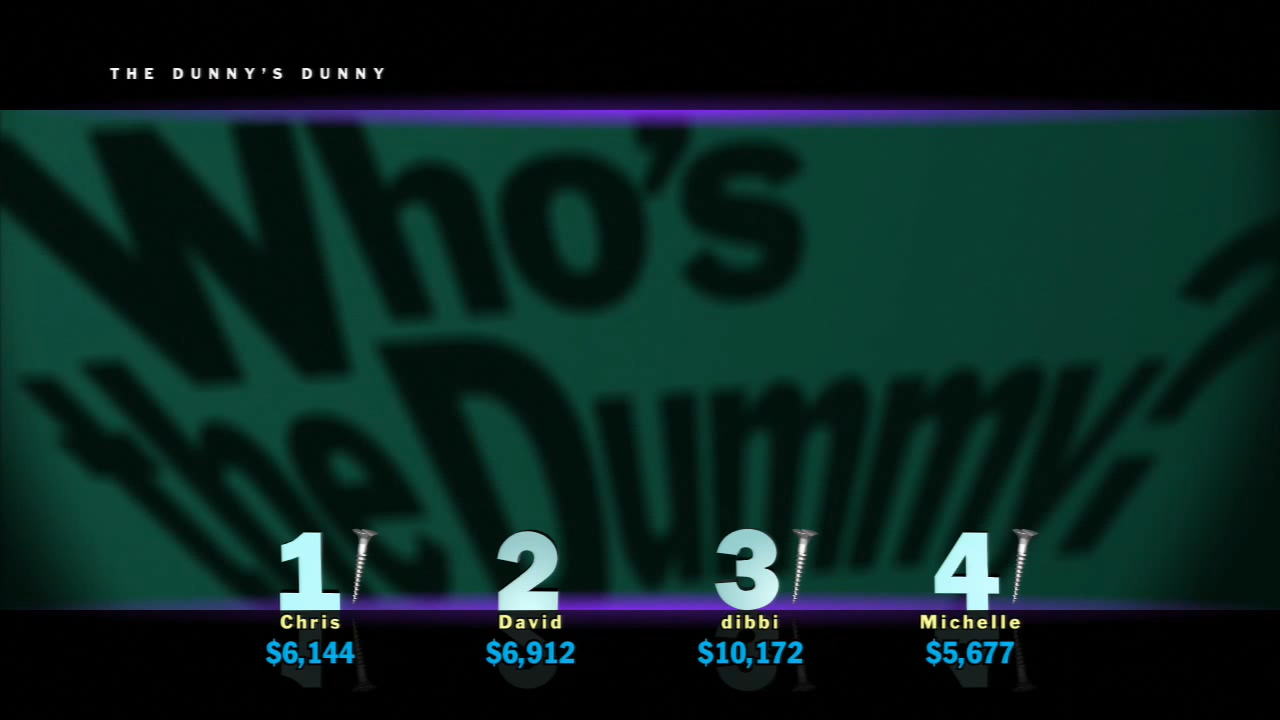 THE DUNNY'S DUNNY
Who's
the Dummy?
1 2 3 4
Chris David dibbi Michelle
$6,144 $6,912 $10,172 $5,677